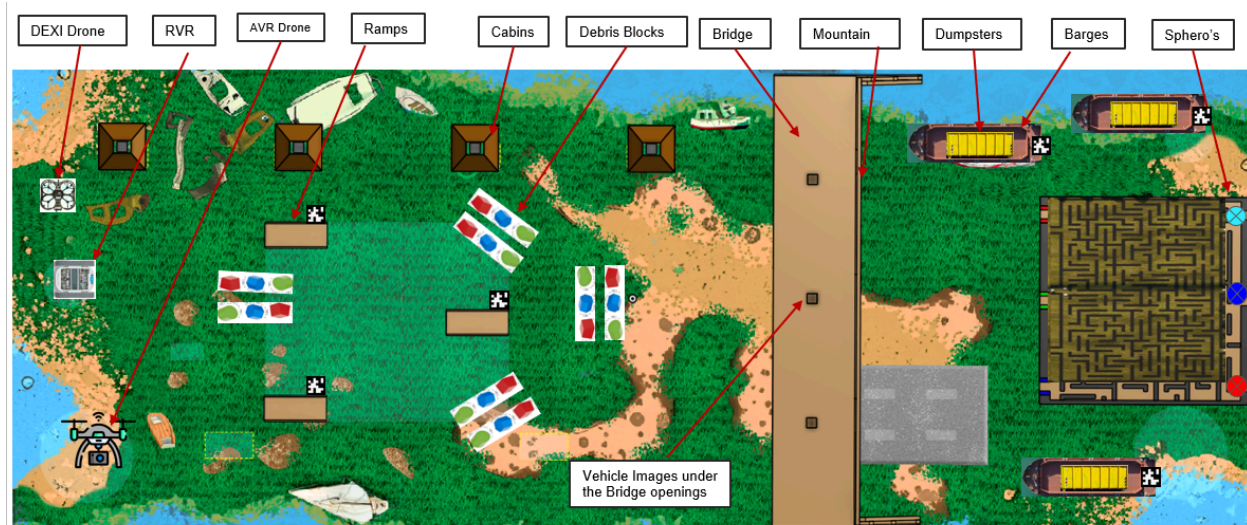 DEXI Drone
RVR
AVR Drone
Ramps
Cabins
Debris Blocks
Bridge
Mountain
Dumpsters
Barges
Sphero's
Vehicle Images under
the Bridge openings